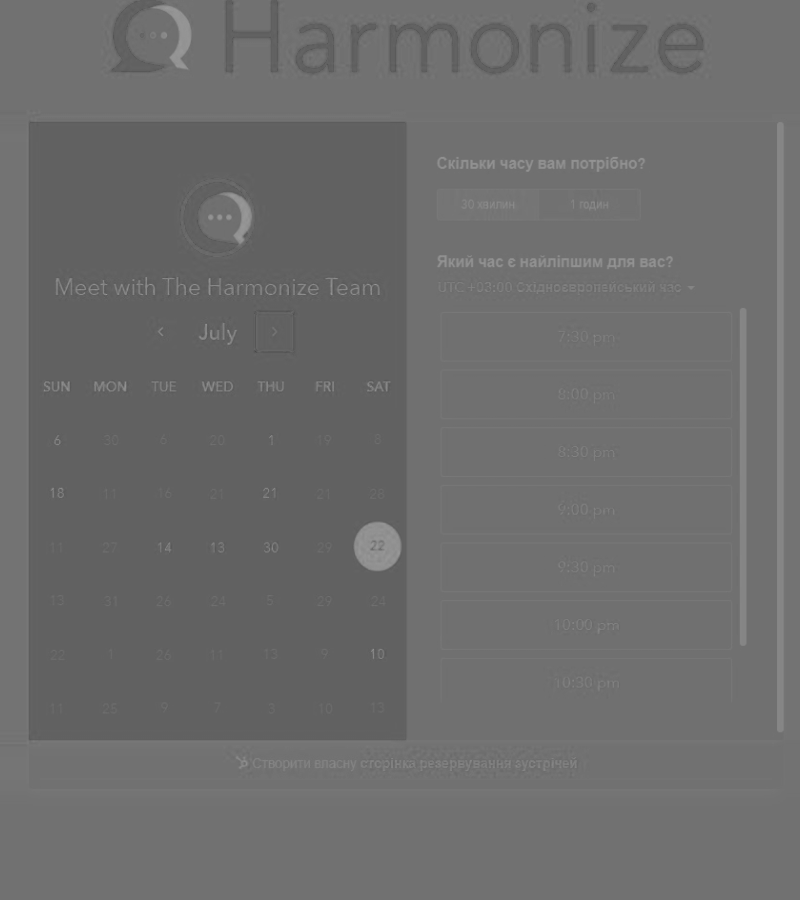 Harmonize
Meet with The Harmonize Team
July
SUN MON TUE WED THU FRI SAT
6 30 6 20 1 19 8
18 11 16 21 21 21 28
11 27 14 13 30 29 22
13 31 26 24 5 29 24
22 1 26 11 13 9 10
11 25 9 7 3 10 13
Скільки часу вам потрібно?
30 хвилин 1 годин
Який час є найліпшим для вас?
UTC +03:00 Східноєвропейський час
7:30 pm
8:00 pm
8:30 pm
9:00 pm
9:30 pm
10:00 pm
10:30 pm
Створити власну сторінка резервування зустрічей